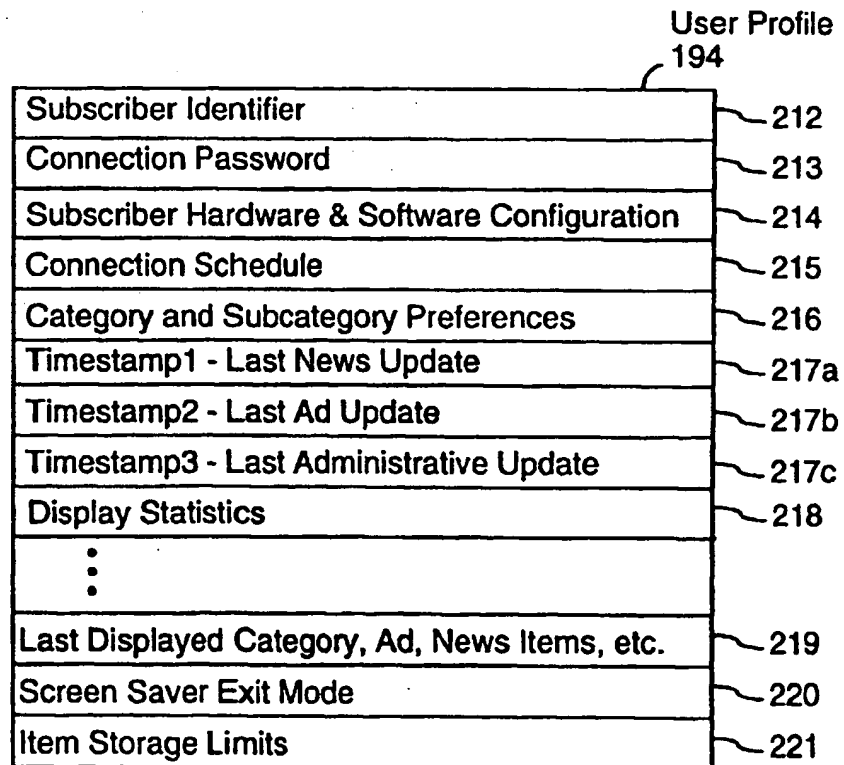 User Profile
194
Subscriber Identifier 212
Connection Password 213
Subscriber Hardware & Software Configuration 214
Connection Schedule 215
Category and Subcategory Preferences 216
Timestamp1 - Last News Update 217a
Timestamp2 - Last Ad Update 217b
Timestamp3 - Last Administrative Update 217c
Display Statistics 218
Last Displayed Category, Ad, News Items, etc. 219
Screen Saver Exit Mode 220
Item Storage Limits 221